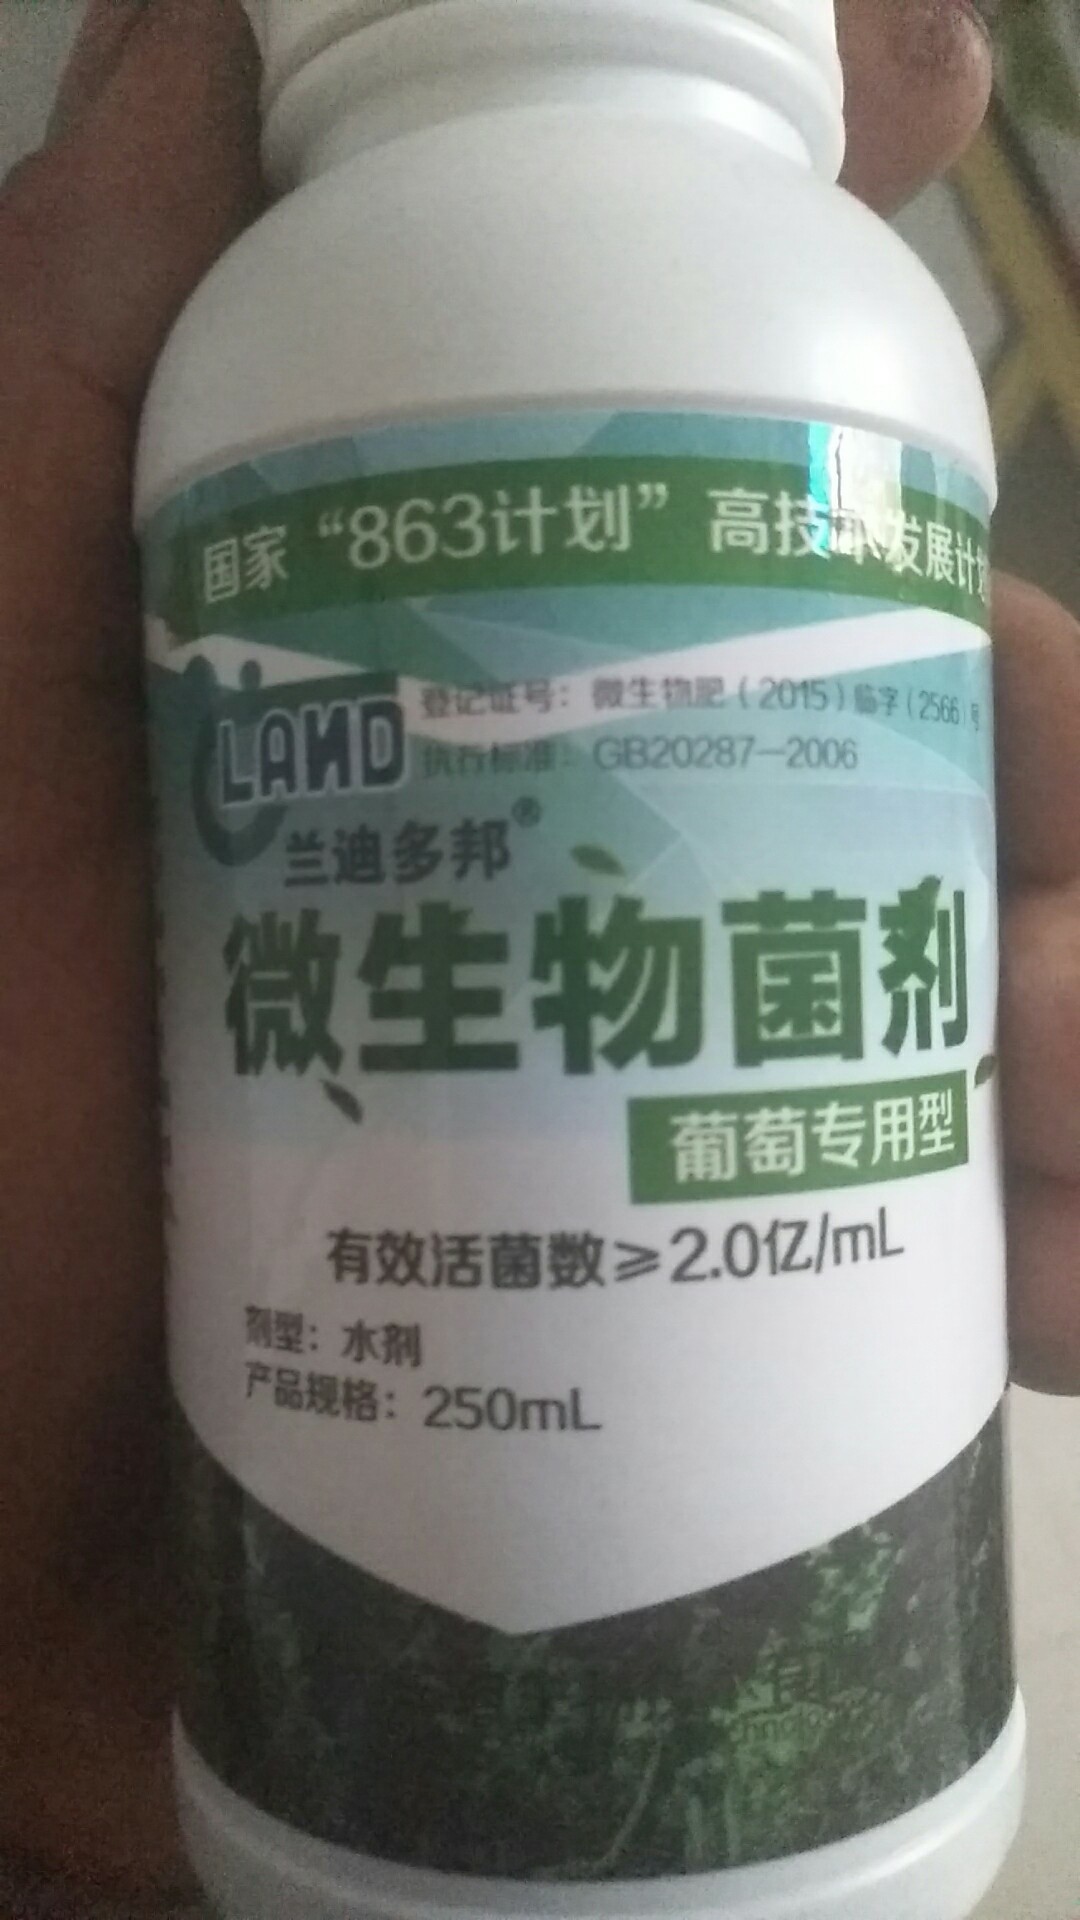 国家“863计划”高技术发展计划
LAND
登记证号：微生物肥（2015）临字（2566）号
执行标准：GB20287—2006
兰迪多邦®
微生物菌剂
葡萄专用型
有效活菌数≥2.0亿/mL
剂型：水剂
产品规格：250mL